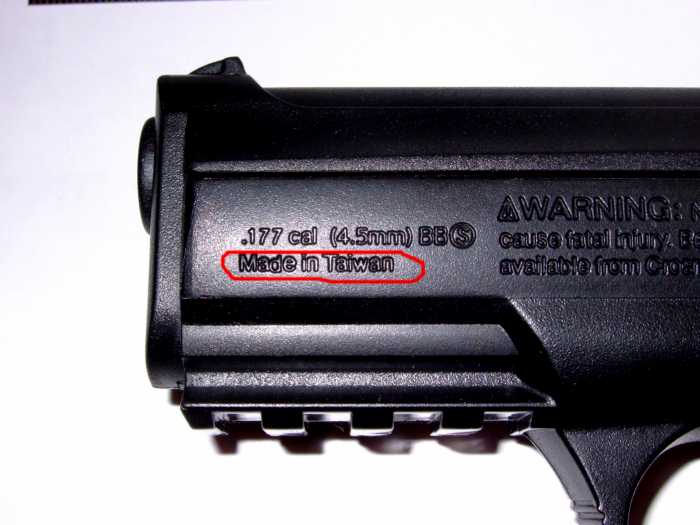 .177 cal (4.5mm) BB Ⓢ
Made in Taiwan
⚠WARNING:
cause fatal injury.
available from